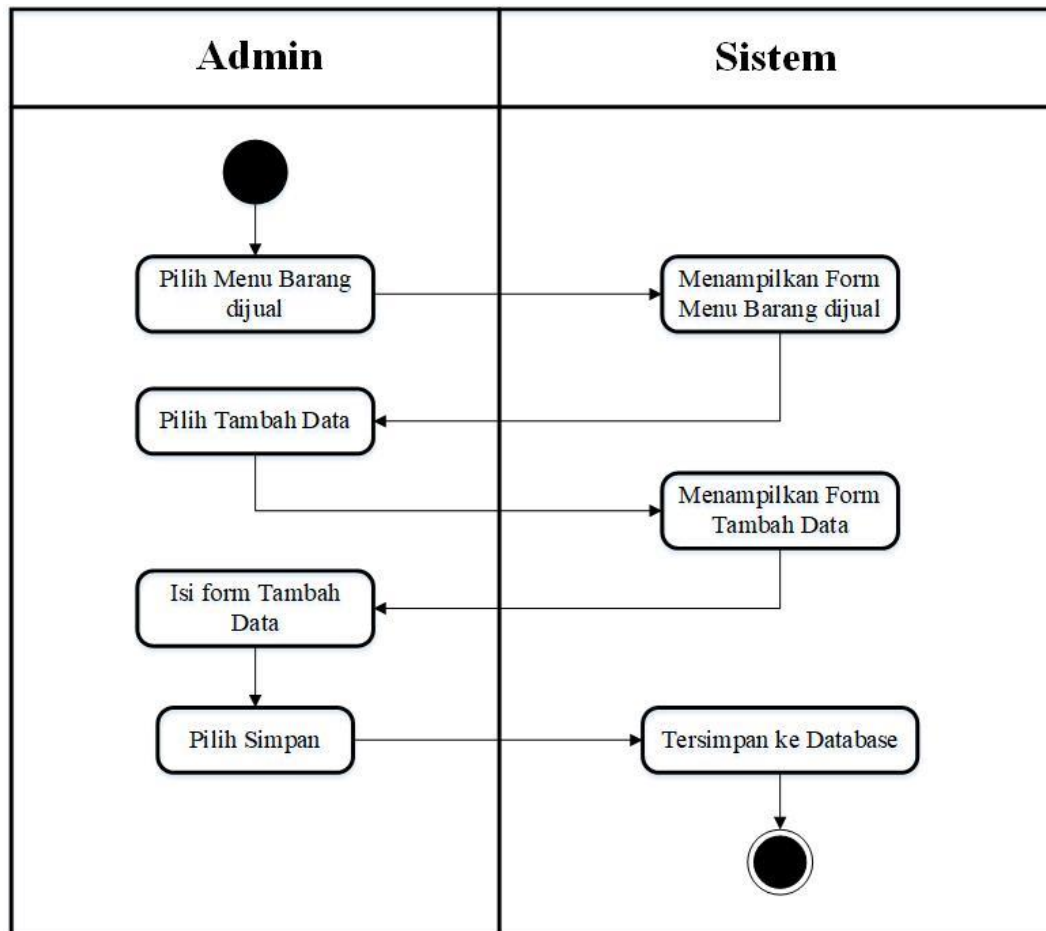 Admin
Sistem
Pilih Menu Barang
dijual
Menampilkan Form
Menu Barang dijual
Pilih Tambah Data
Menampilkan Form
Tambah Data
Isi form Tambah
Data
Pilih Simpan
Tersimpan ke Database